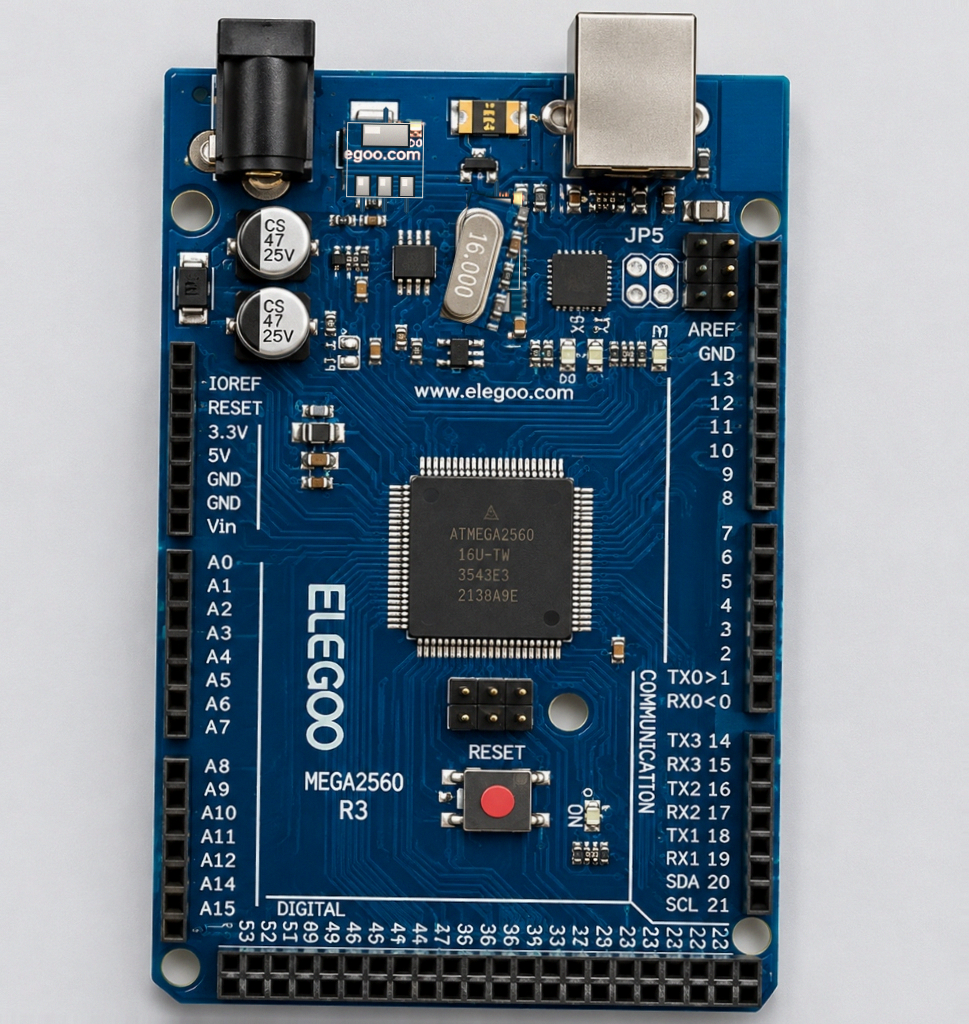 egoo.com
CS
47
25V
CS
47
25V
16.000
JP5
AREF
GND
13
12
11
10
9
8
7
6
5
4
3
2
TX0>1
RX0<0
www.elegoo.com
IOREF
RESET
3.3V
5V
GND
GND
Vin
A0
A1
A2
A3
A4
A5
A6
A7
A8
A9
A10
A11
A12
A14
A15
ATMEGA2560
16U-TW
3543E3
2138A9E
ELEGOO
MEGA2560
R3
RESET
ON
COMMUNICATION
TX3 14
RX3 15
TX2 16
RX2 17
TX1 18
RX1 19
SDA 20
SCL 21
DIGITAL
53 52